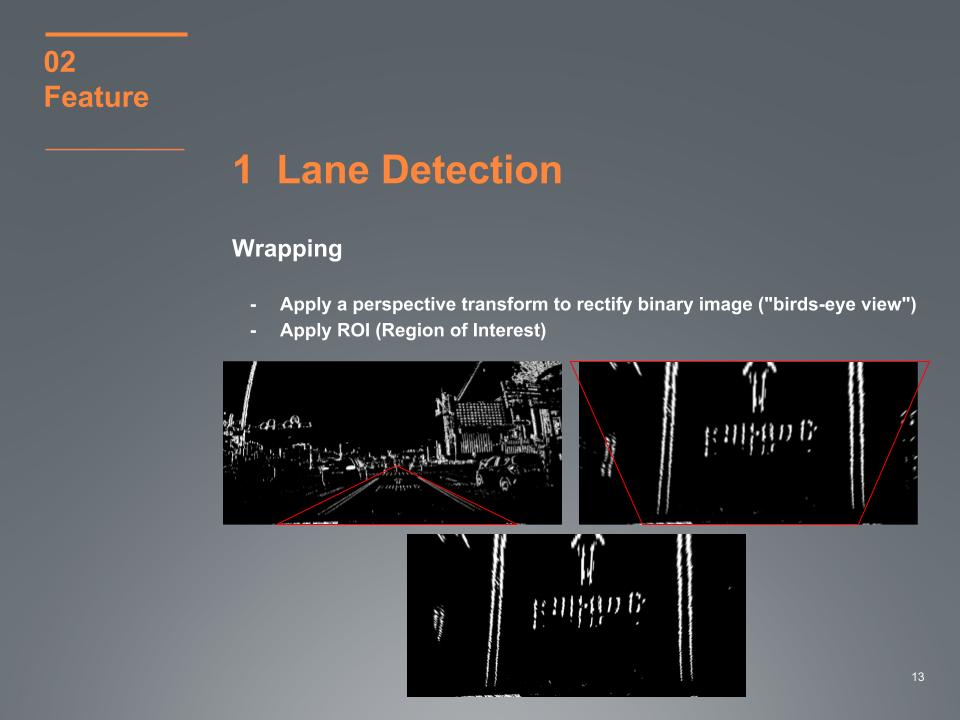 02
Feature
1 Lane Detection
Wrapping
- Apply a perspective transform to rectify binary image ("birds-eye view")
- Apply ROI (Region of Interest)
13